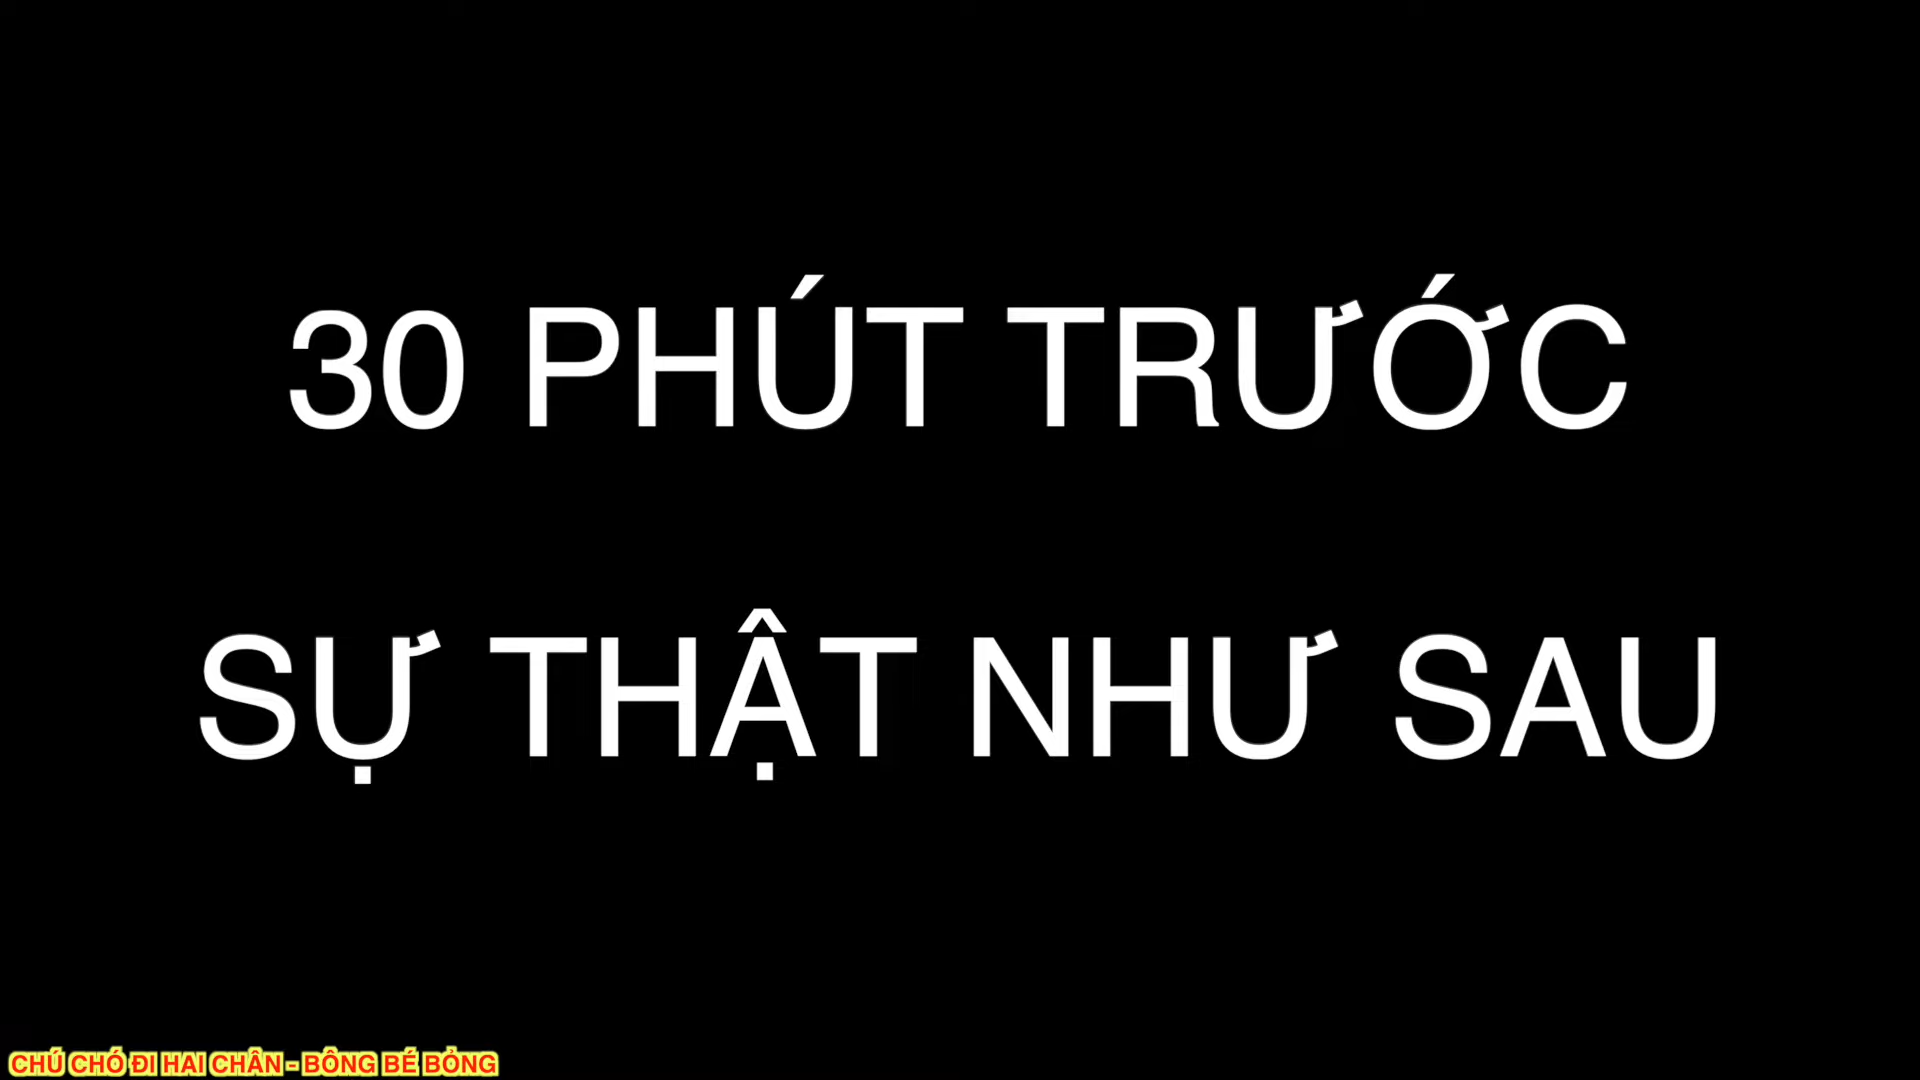 30 PHÚT TRƯỚC
SỰ THẬT NHƯ SAU
CHÚ CHÓ ĐI HAI CHÂN - BÔNG BÉ BỎNG